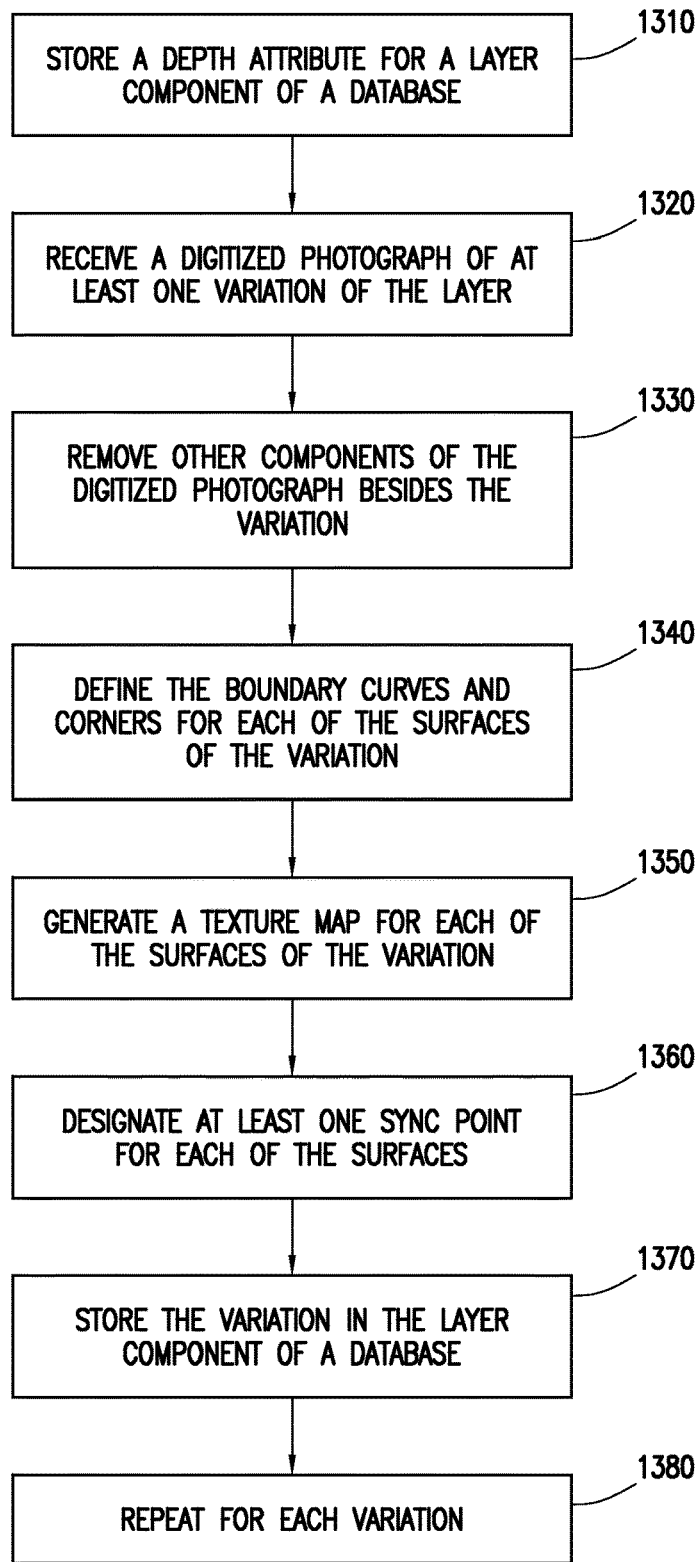 1310
STORE A DEPTH ATTRIBUTE FOR A LAYER
COMPONENT OF A DATABASE
1320
RECEIVE A DIGITIZED PHOTOGRAPH OF AT
LEAST ONE VARIATION OF THE LAYER
1330
REMOVE OTHER COMPONENTS OF THE
DIGITIZED PHOTOGRAPH BESIDES THE
VARIATION
1340
DEFINE THE BOUNDARY CURVES AND
CORNERS FOR EACH OF THE SURFACES
OF THE VARIATION
1350
GENERATE A TEXTURE MAP FOR EACH OF
THE SURFACES OF THE VARIATION
1360
DESIGNATE AT LEAST ONE SYNC POINT
FOR EACH OF THE SURFACES
1370
STORE THE VARIATION IN THE LAYER
COMPONENT OF A DATABASE
1380
REPEAT FOR EACH VARIATION